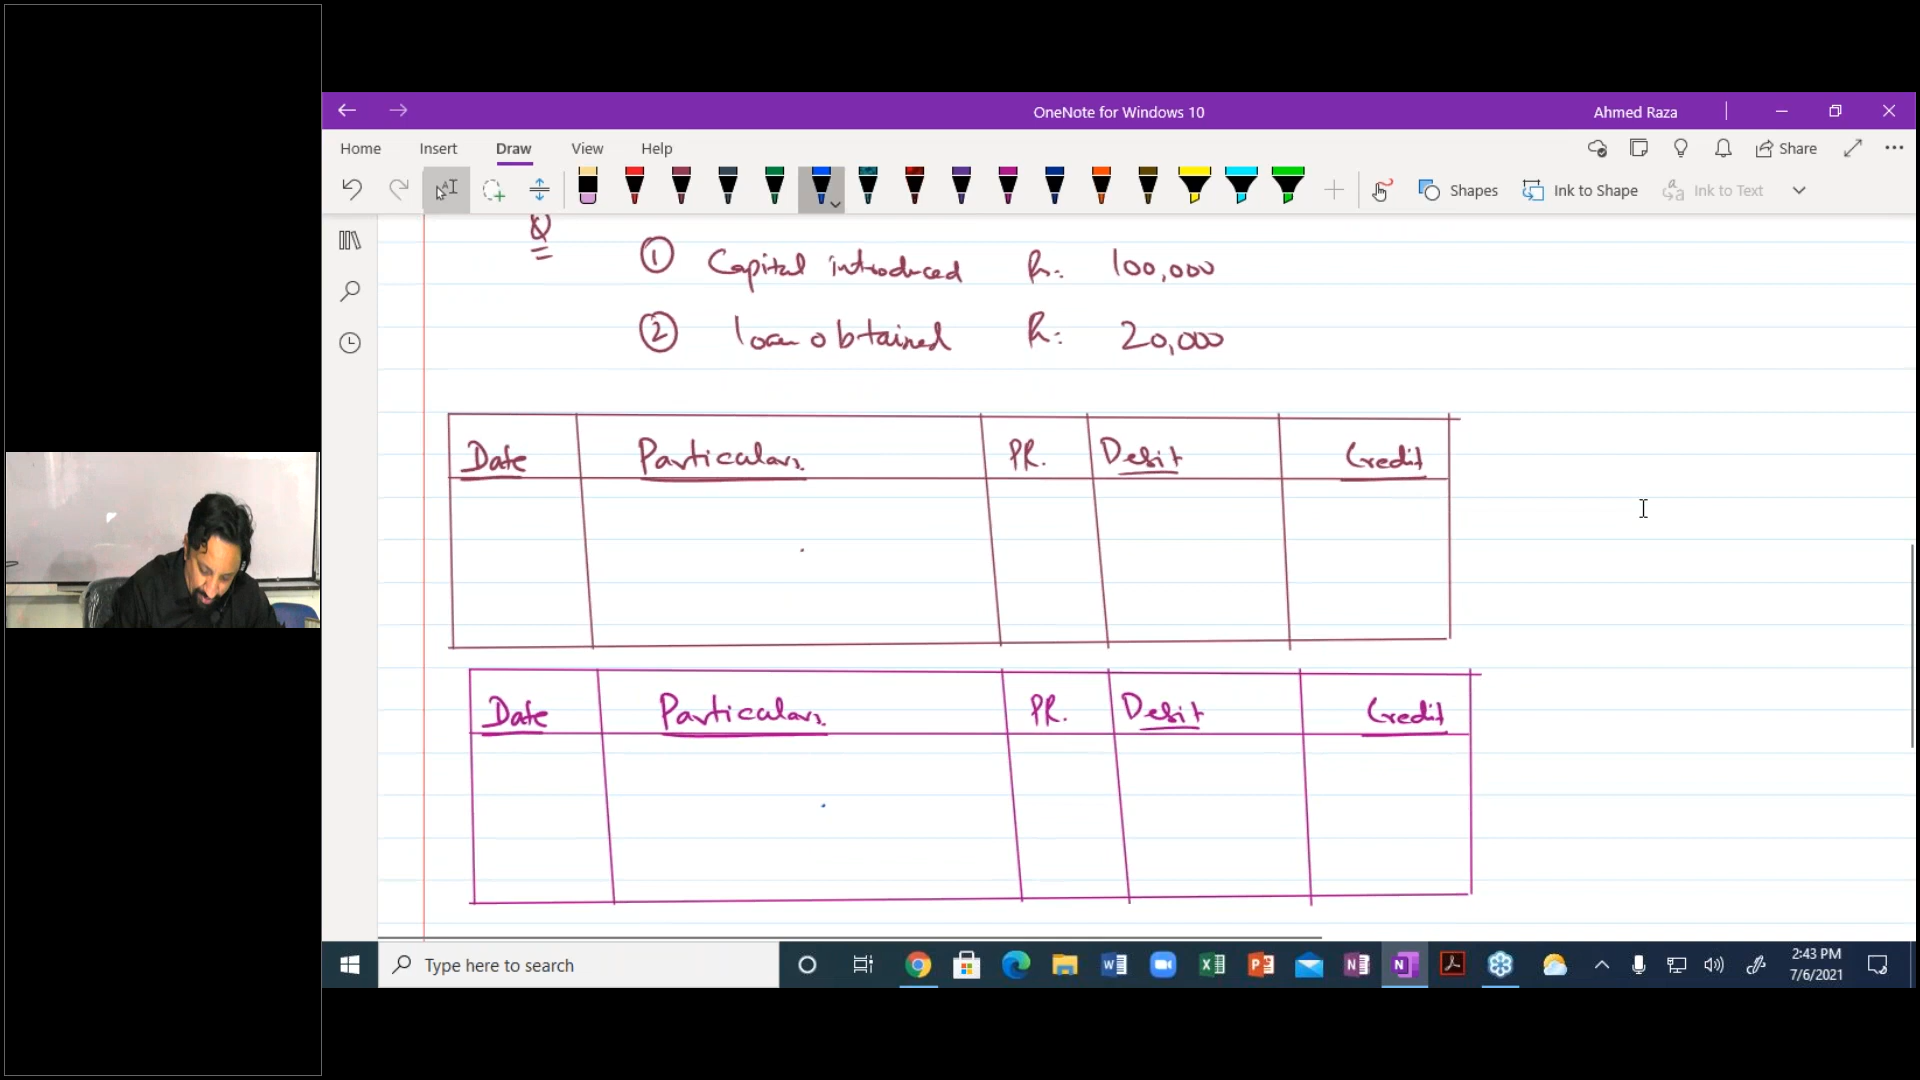 OneNote for Windows 10
Ahmed Raza
Home Insert Draw View Help
Share
Shapes Ink to Shape Ink to Text
Q
① Capital introduced Rs: 100,000
② loan obtained Rs: 20,000
Date Particulars. PR. Debit Credit
Date Particulars. PR. Debit Credit
Type here to search
2:43 PM
7/6/2021